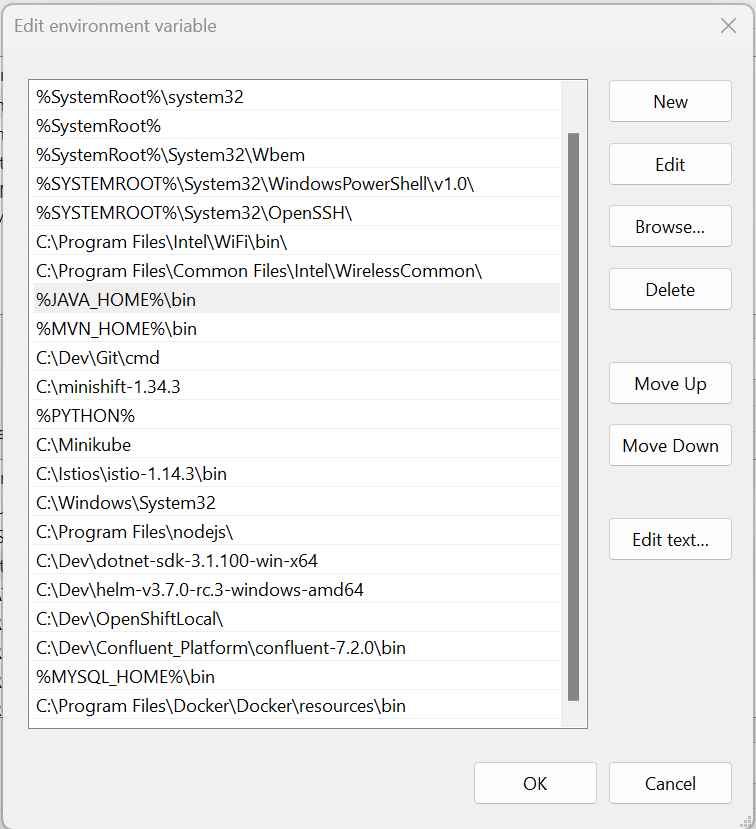 Edit environment variable
%SystemRoot%\system32
%SystemRoot%
%SystemRoot%\System32\Wbem
%SYSTEMROOT%\System32\WindowsPowerShell\v1.0\
%SYSTEMROOT%\System32\OpenSSH\
C:\Program Files\Intel\WiFi\bin\
C:\Program Files\Common Files\Intel\WirelessCommon\
%JAVA_HOME%\bin
%MVN_HOME%\bin
C:\Dev\Git\cmd
C:\minishift-1.34.3
%PYTHON%
C:\Minikube
C:\Istios\istio-1.14.3\bin
C:\Windows\System32
C:\Program Files\nodejs\
C:\Dev\dotnet-sdk-3.1.100-win-x64
C:\Dev\helm-v3.7.0-rc.3-windows-amd64
C:\Dev\OpenShiftLocal\
C:\Dev\Confluent_Platform\confluent-7.2.0\bin
%MYSQL_HOME%\bin
C:\Program Files\Docker\Docker\resources\bin
New
Edit
Browse...
Delete
Move Up
Move Down
Edit text...
OK
Cancel